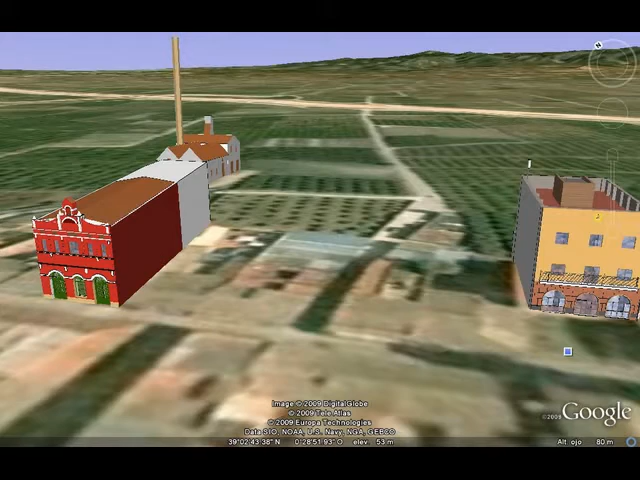 Image © 2009 DigitalGlobe
© 2009 Tele Atlas
© 2009 Europa Technologies
Data SIO, NOAA, U.S. Navy, NGA, GEBCO
©2009 Google
39°02'43.38" N 0°28'51.93" O elev. 53 m Alt. ojo 80 m